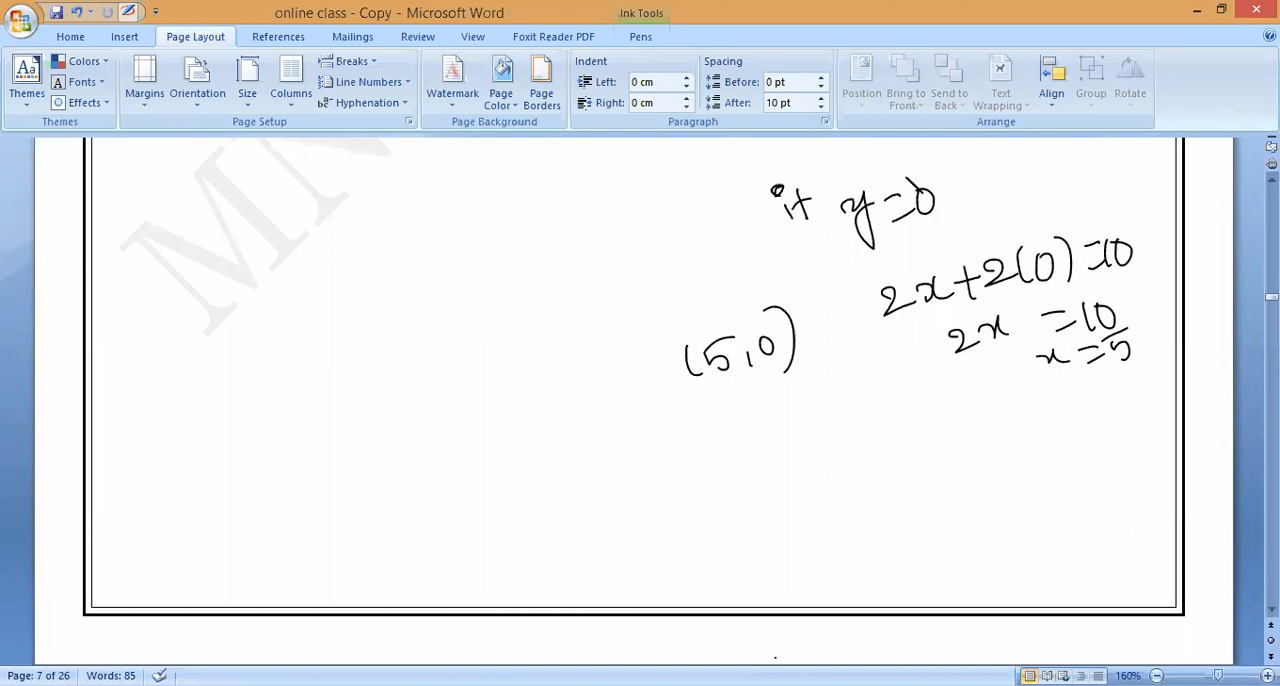 online class - Copy - Microsoft Word
Ink Tools
Home Insert Page Layout References Mailings Review View Foxit Reader PDF Pens
Themes
Colors
Fonts
Effects
Themes
Margins Orientation Size Columns
Breaks
Line Numbers
Hyphenation
Page Setup
Watermark Page Color Page Borders
Page Background
Indent
Left: 0 cm
Right: 0 cm
Spacing
Before: 0 pt
After: 10 pt
Paragraph
Position Bring to Front Send to Back Text Wrapping Align Group Rotate
Arrange
if y=0
2x+2(0)=10
2x =10
x=5
(5,0)
Page: 7 of 26 Words: 85
160%